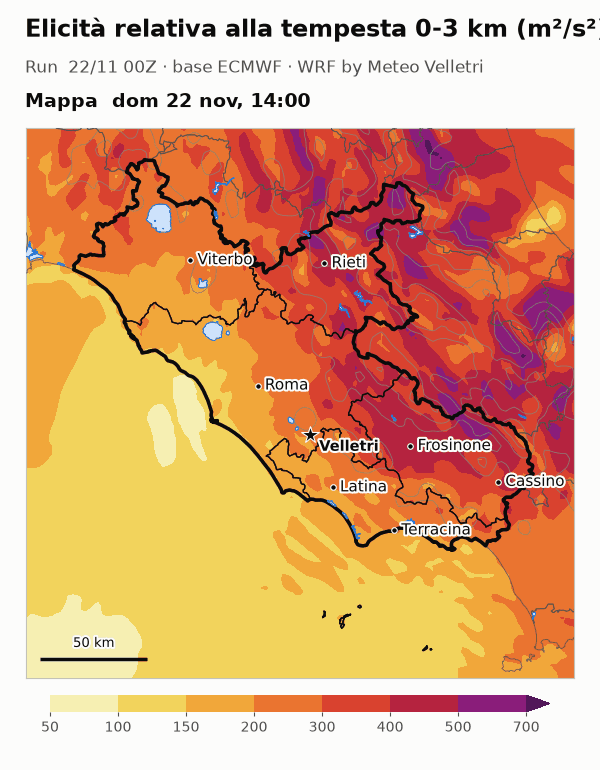 Elicità relativa alla tempesta 0-3 km (m²/s²)
Run  22/11 00Z · base ECMWF · WRF by Meteo Velletri
Mappa  dom 22 nov, 14:00
Viterbo
Rieti
Roma
Velletri
Frosinone
Cassino
Latina
Terracina
50 km
50 100 150 200 300 400 500 700